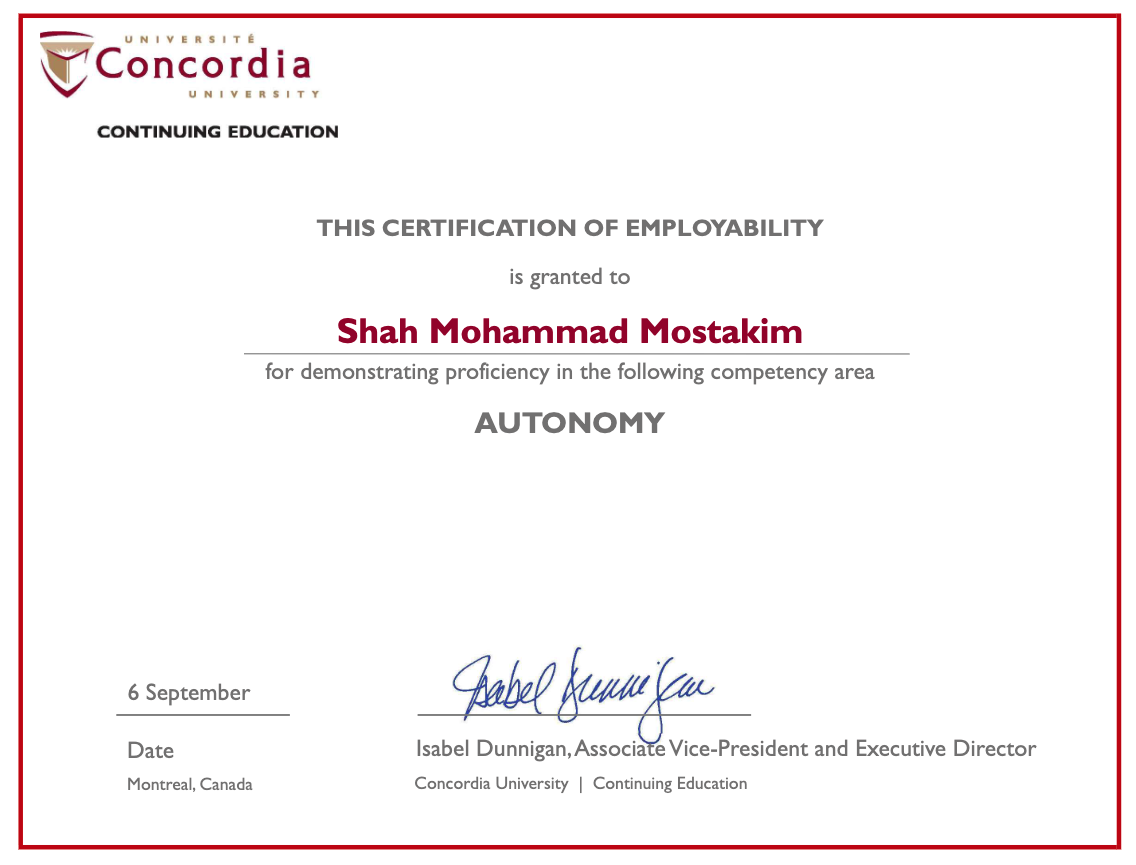 UNIVERSITÉ
Concordia
UNIVERSITY
CONTINUING EDUCATION
THIS CERTIFICATION OF EMPLOYABILITY
is granted to
Shah Mohammad Mostakim
for demonstrating proficiency in the following competency area
AUTONOMY
Isabel Dunnigan
6 September
Date
Isabel Dunnigan, Associate Vice-President and Executive Director
Montreal, Canada
Concordia University | Continuing Education